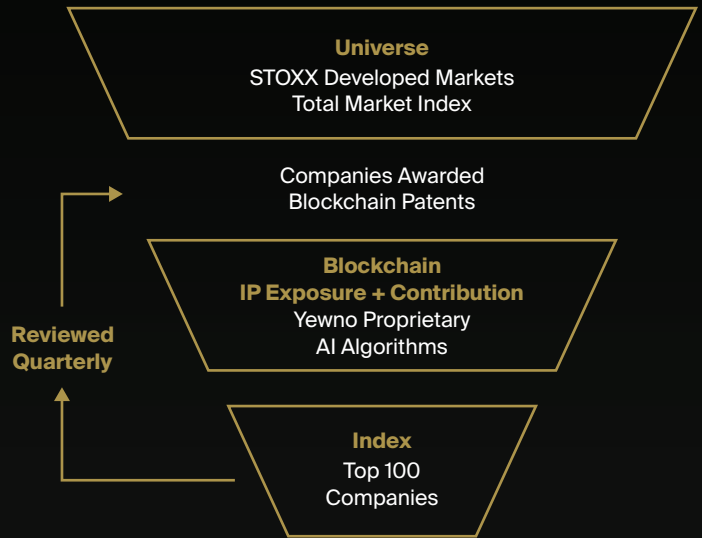 Universe
STOXX Developed Markets
Total Market Index
Companies Awarded
Blockchain Patents
Blockchain
IP Exposure + Contribution
Yewno Proprietary
AI Algorithms
Reviewed
Quarterly
Index
Top 100
Companies